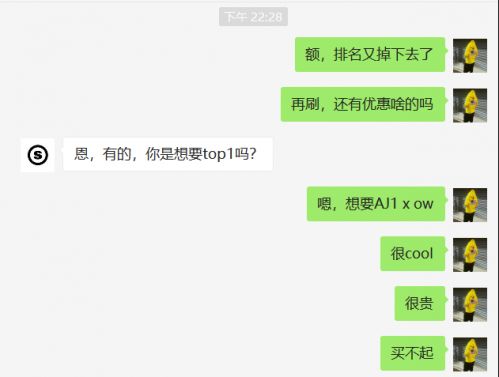 下午 22:28
额，排名又掉下去了
再刷，还有优惠啥的吗
恩，有的，你是想要top1吗？
嗯，想要AJ1 x ow
很cool
很贵
买不起